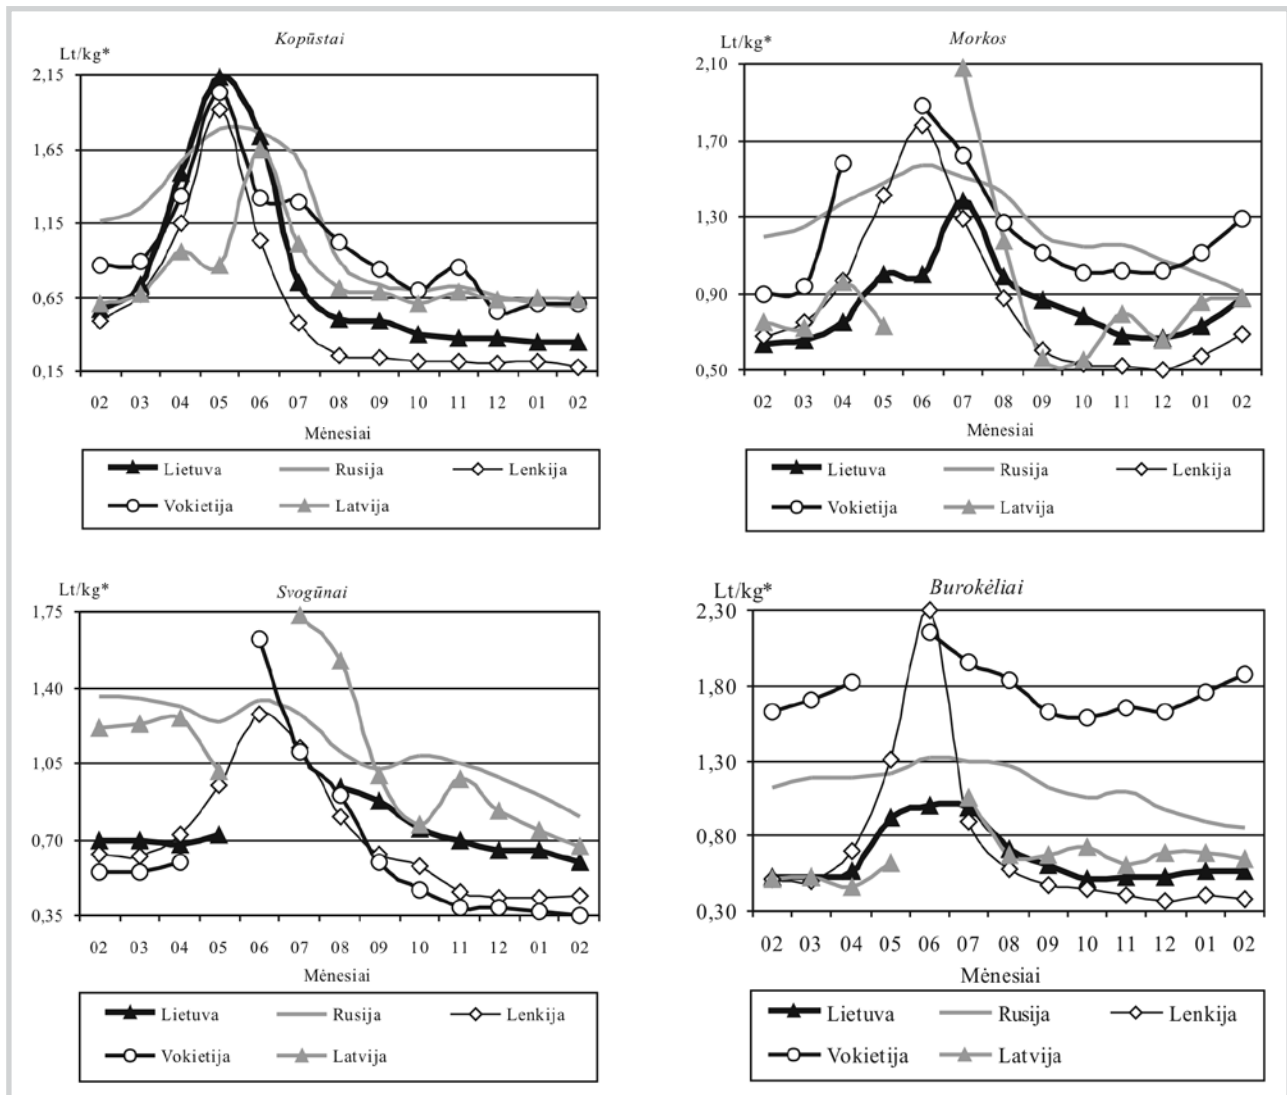 Kopūstai
Lt/kg*
2,15
1,65
1,15
0,65
0,15
02 03 04 05 06 07 08 09 10 11 12 01 02
Mėnesiai
Lietuva Rusija Lenkija
Vokietija Latvija
Morkos
Lt/kg*
2,10
1,70
1,30
0,90
0,50
02 03 04 05 06 07 08 09 10 11 12 01 02
Mėnesiai
Lietuva Rusija Lenkija
Vokietija Latvija
Svogūnai
Lt/kg*
1,75
1,40
1,05
0,70
0,35
02 03 04 05 06 07 08 09 10 11 12 01 02
Mėnesiai
Lietuva Rusija Lenkija
Vokietija Latvija
Burokėliai
Lt/kg*
2,30
1,80
1,30
0,80
0,30
02 03 04 05 06 07 08 09 10 11 12 01 02
Mėnesiai
Lietuva Rusija Lenkija
Vokietija Latvija